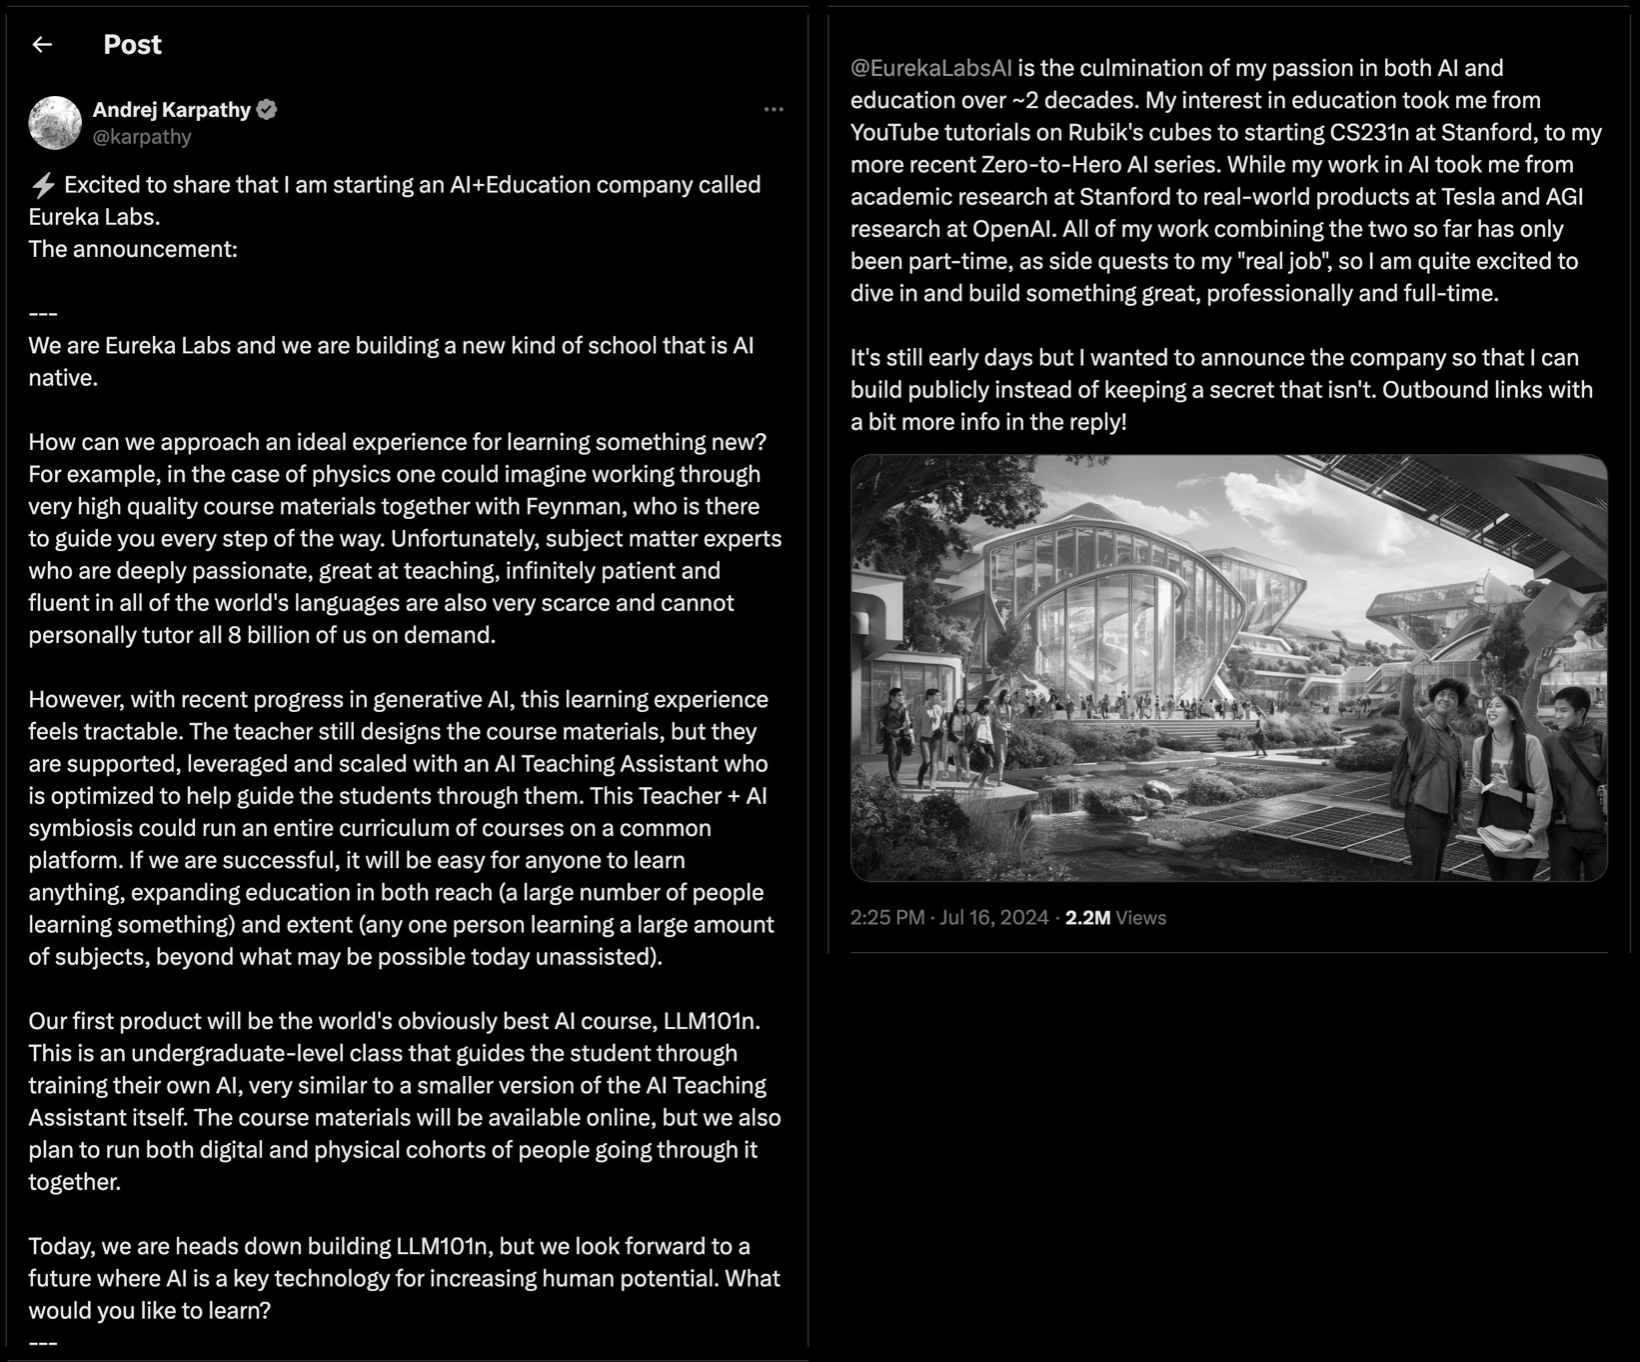 Post
Andrej Karpathy
@karpathy
⚡ Excited to share that I am starting an AI+Education company called
Eureka Labs.
The announcement:
---
We are Eureka Labs and we are building a new kind of school that is AI
native.
How can we approach an ideal experience for learning something new?
For example, in the case of physics one could imagine working through
very high quality course materials together with Feynman, who is there
to guide you every step of the way. Unfortunately, subject matter experts
who are deeply passionate, great at teaching, infinitely patient and
fluent in all of the world's languages are also very scarce and cannot
personally tutor all 8 billion of us on demand.
However, with recent progress in generative AI, this learning experience
feels tractable. The teacher still designs the course materials, but they
are supported, leveraged and scaled with an AI Teaching Assistant who
is optimized to help guide the students through them. This Teacher + AI
symbiosis could run an entire curriculum of courses on a common
platform. If we are successful, it will be easy for anyone to learn
anything, expanding education in both reach (a large number of people
learning something) and extent (any one person learning a large amount
of subjects, beyond what may be possible today unassisted).
Our first product will be the world's obviously best AI course, LLM101n.
This is an undergraduate-level class that guides the student through
training their own AI, very similar to a smaller version of the AI Teaching
Assistant itself. The course materials will be available online, but we also
plan to run both digital and physical cohorts of people going through it
together.
Today, we are heads down building LLM101n, but we look forward to a
future where AI is a key technology for increasing human potential. What
would you like to learn?
---
@EurekaLabsAI is the culmination of my passion in both AI and
education over ~2 decades. My interest in education took me from
YouTube tutorials on Rubik's cubes to starting CS231n at Stanford, to my
more recent Zero-to-Hero AI series. While my work in AI took me from
academic research at Stanford to real-world products at Tesla and AGI
research at OpenAI. All of my work combining the two so far has only
been part-time, as side quests to my "real job", so I am quite excited to
dive in and build something great, professionally and full-time.
It's still early days but I wanted to announce the company so that I can
build publicly instead of keeping a secret that isn't. Outbound links with
a bit more info in the reply!
2:25 PM · Jul 16, 2024 · 2.2M Views